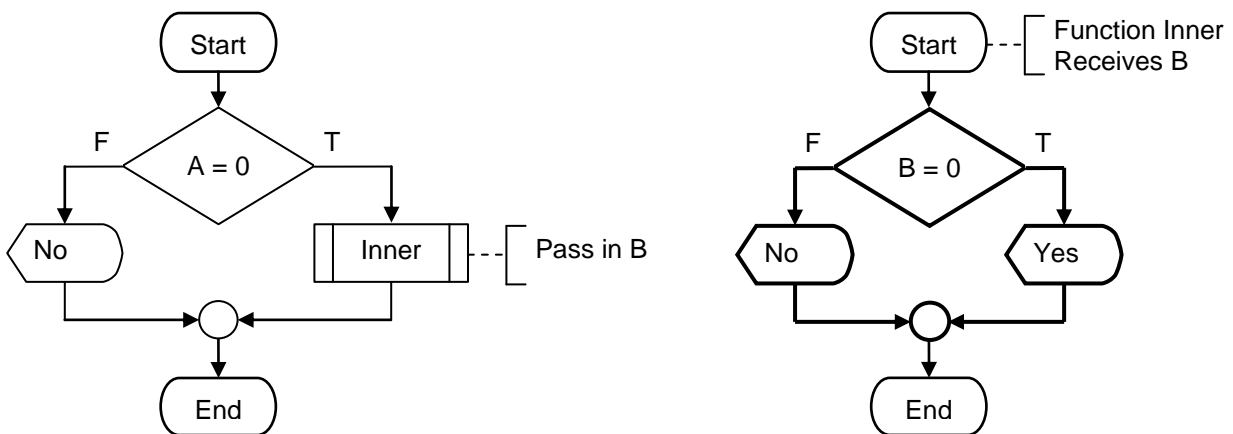 Start
F
T
A = 0
No
Inner
Pass in B
End
Start
Function Inner
Receives B
F
T
B = 0
No
Yes
End